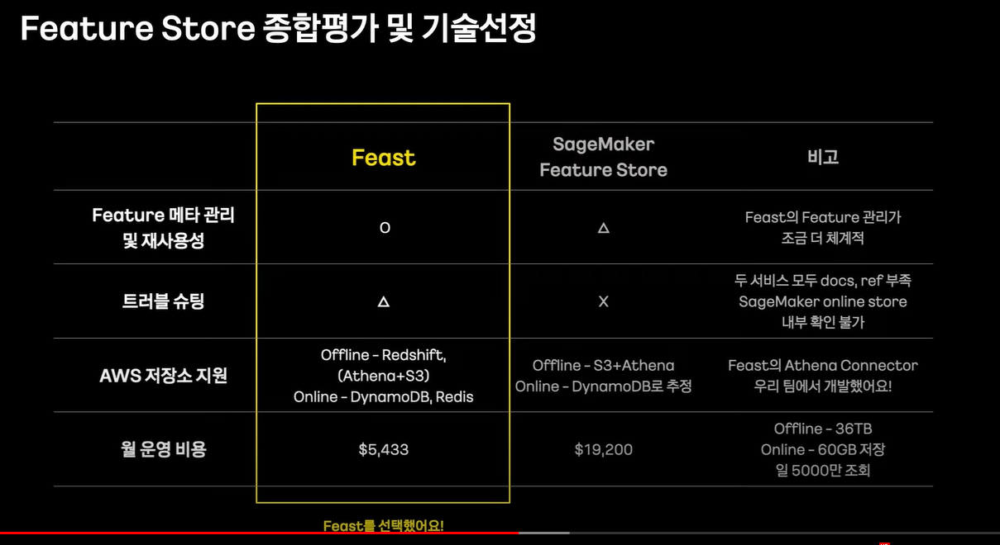 Feature Store 종합평가 및 기술선정
Feast
SageMaker
Feature Store
비고
Feature 메타 관리
및 재사용성
O
△
Feast의 Feature 관리가
조금 더 체계적
트러블 슈팅
△
X
두 서비스 모두 docs, ref 부족
SageMaker online store
내부 확인 불가
AWS 저장소 지원
Offline - Redshift,
(Athena+S3)
Online - DynamoDB, Redis
Offline - S3+Athena
Online - DynamoDB로 추정
Feast의 Athena Connector
우리 팀에서 개발했어요!
월 운영 비용
$5,433
$19,200
Offline - 36TB
Online - 60GB 저장
일 5000만 조회
Feast를 선택했어요!